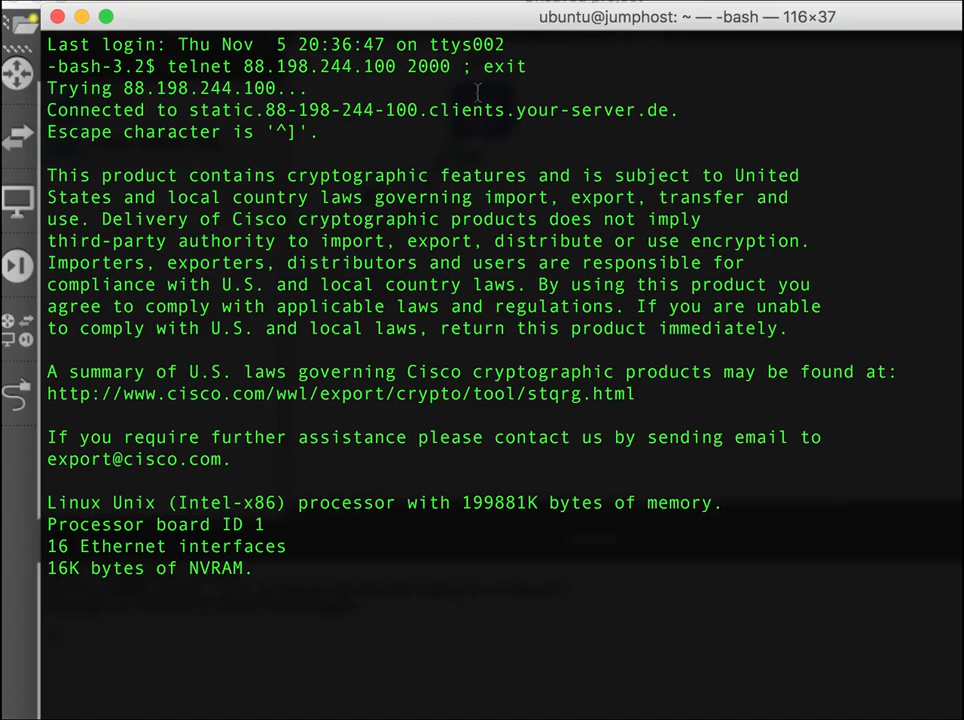 ubuntu@jumphost: ~ — -bash — 116×37
Last login: Thu Nov  5 20:36:47 on ttys002
-bash-3.2$ telnet 88.198.244.100 2000 ; exit
Trying 88.198.244.100...
Connected to static.88-198-244-100.clients.your-server.de.
Escape character is '^]'.
This product contains cryptographic features and is subject to United
States and local country laws governing import, export, transfer and
use. Delivery of Cisco cryptographic products does not imply
third-party authority to import, export, distribute or use encryption.
Importers, exporters, distributors and users are responsible for
compliance with U.S. and local country laws. By using this product you
agree to comply with applicable laws and regulations. If you are unable
to comply with U.S. and local laws, return this product immediately.
A summary of U.S. laws governing Cisco cryptographic products may be found at:
http://www.cisco.com/wwl/export/crypto/tool/stqrg.html
If you require further assistance please contact us by sending email to
export@cisco.com.
Linux Unix (Intel-x86) processor with 199881K bytes of memory.
Processor board ID 1
16 Ethernet interfaces
16K bytes of NVRAM.